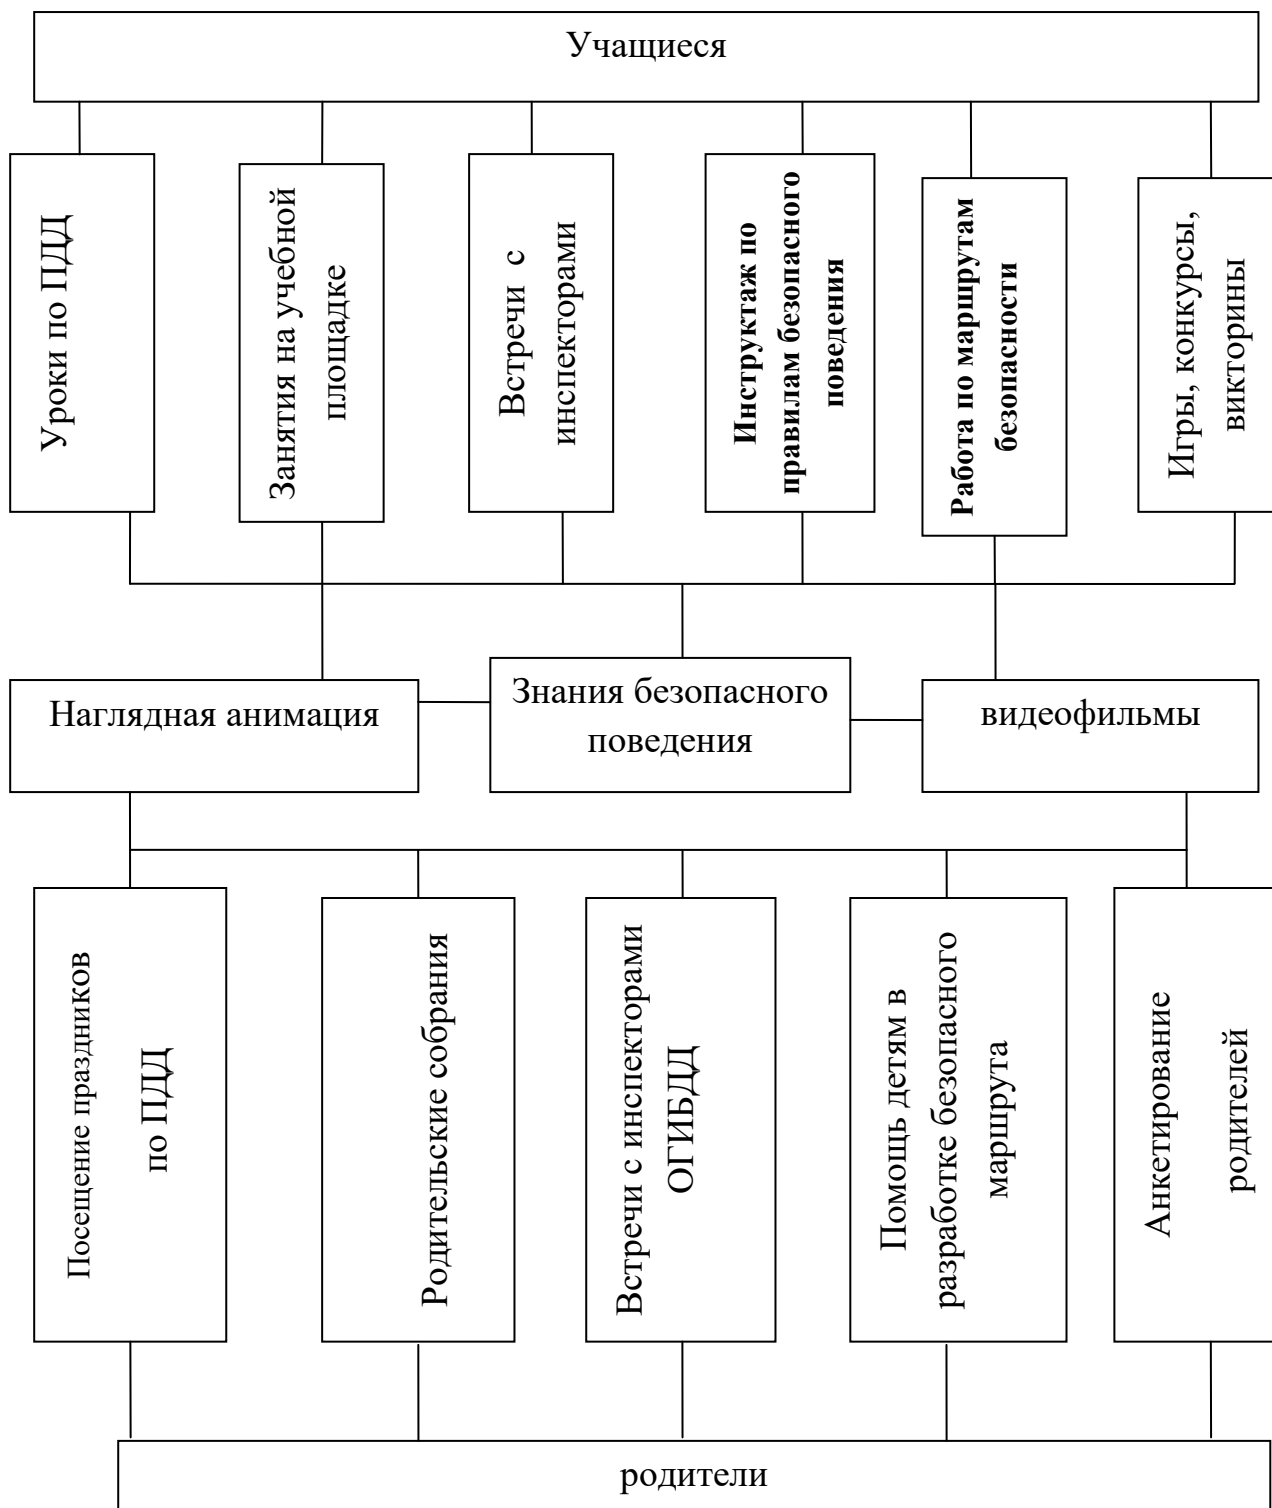 Учащиеся
Уроки по ПДД
Занятия на учебной
площадке
Встречи с
инспекторами
Инструктаж по
правилам безопасного
поведения
Работа по маршрутам
безопасности
Игры, конкурсы,
викторины
Наглядная анимация
Знания безопасного
поведения
видеофильмы
Посещение праздников
по ПДД
Родительские собрания
Встречи с инспекторами
ОГИБДД
Помощь детям в
разработке безопасного
маршрута
Анкетирование
родителей
родители